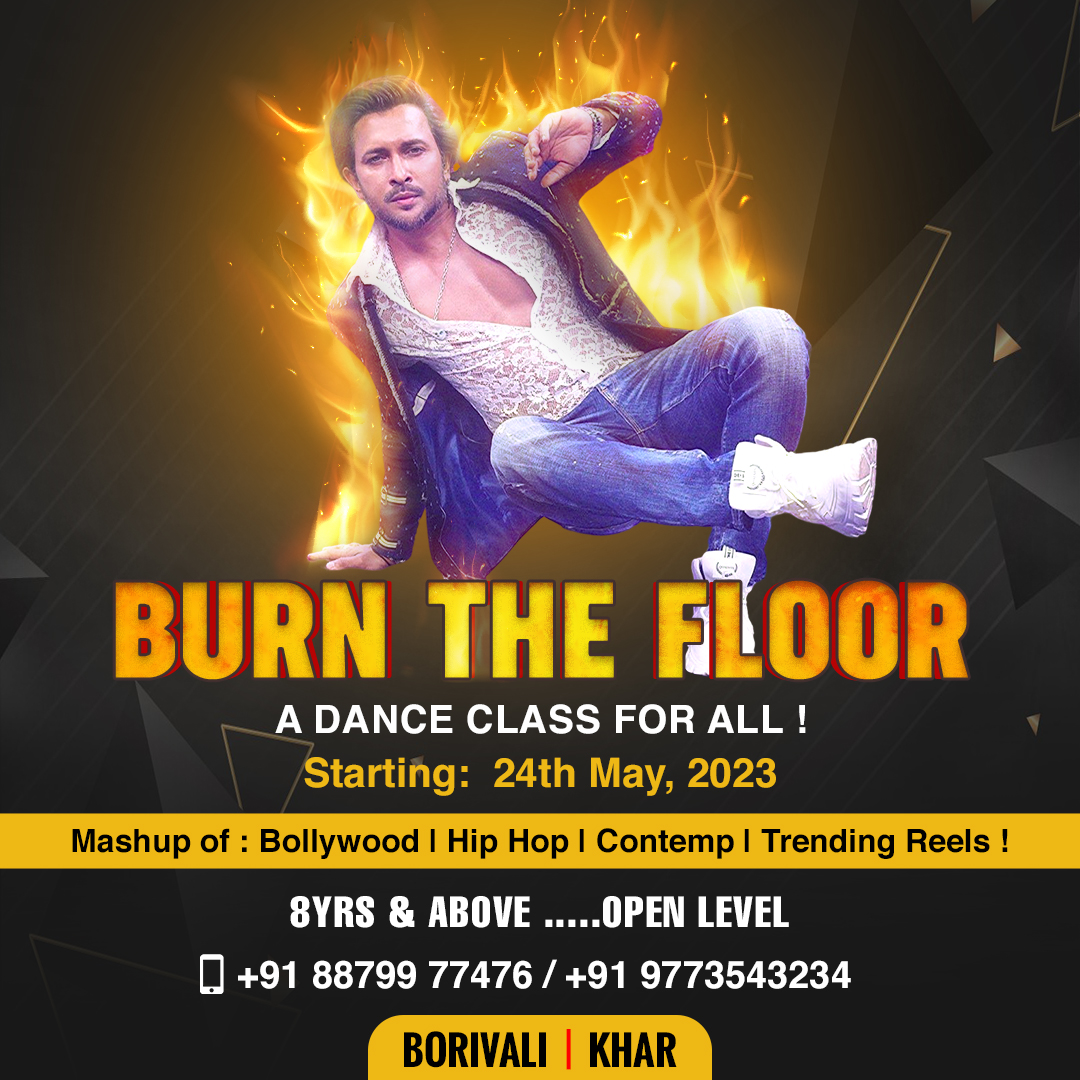 BURN THE FLOOR
A DANCE CLASS FOR ALL !
Starting: 24th May, 2023
Mashup of : Bollywood | Hip Hop | Contemp | Trending Reels !
8YRS & ABOVE .....OPEN LEVEL
+91 88799 77476 / +91 9773543234
BORIVALI | KHAR